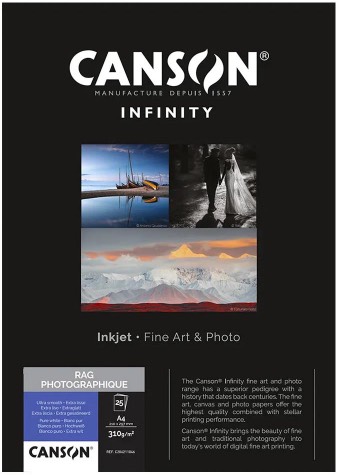 CANSON®
MANUFACTURE DEPUIS 1557
INFINITY
Inkjet • Fine Art & Photo
RAG
PHOTOGRAPHIQUE
Ultra smooth - Extra lisse
Extra liso - Extraglatt
Extra liscia - Extra gesatineerd
Pure white - Blanc pur
Blanco puro - Hochweiss
Bianco puro - Extra wit
25
A4
210 x 297 mm
310g/m²
The Canson® Infinity fine art and photo
range has a superior pedigree with a
history that dates back centuries. The fine
art, canvas and photo papers offer the
highest quality combined with stellar
printing performance.
Canson® Infinity brings the beauty of fine
art and traditional photography into
today's world of digital fine art printing.
CANSON®